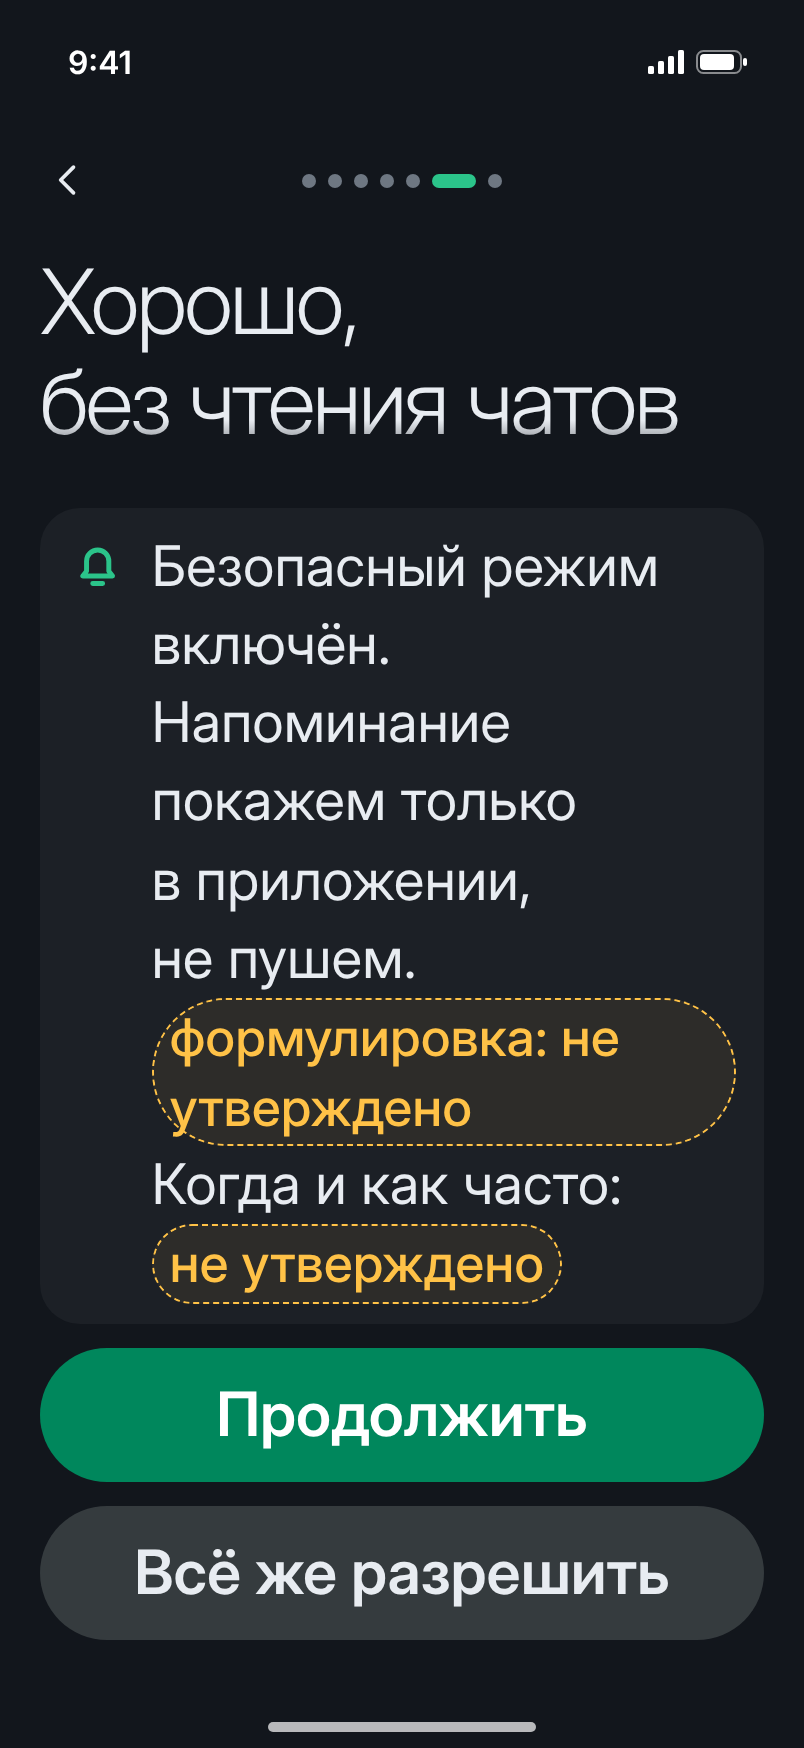 9:41
Хорошо,
без чтения чатов
Безопасный режим
включён.
Напоминание
покажем только
в приложении,
не пушем.
формулировка: не
утверждено
Когда и как часто:
не утверждено
Продолжить
Всё же разрешить